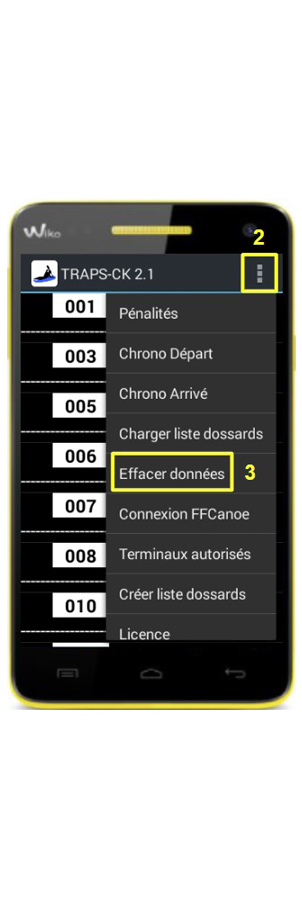 Wiko
2
TRAPS-CK 2.1
001
Pénalités
003
Chrono Départ
005
Chrono Arrivé
Charger liste dossards
006
Effacer données
3
007
Connexion FFCanoe
008
Terminaux autorisés
010
Créer liste dossards
Licence